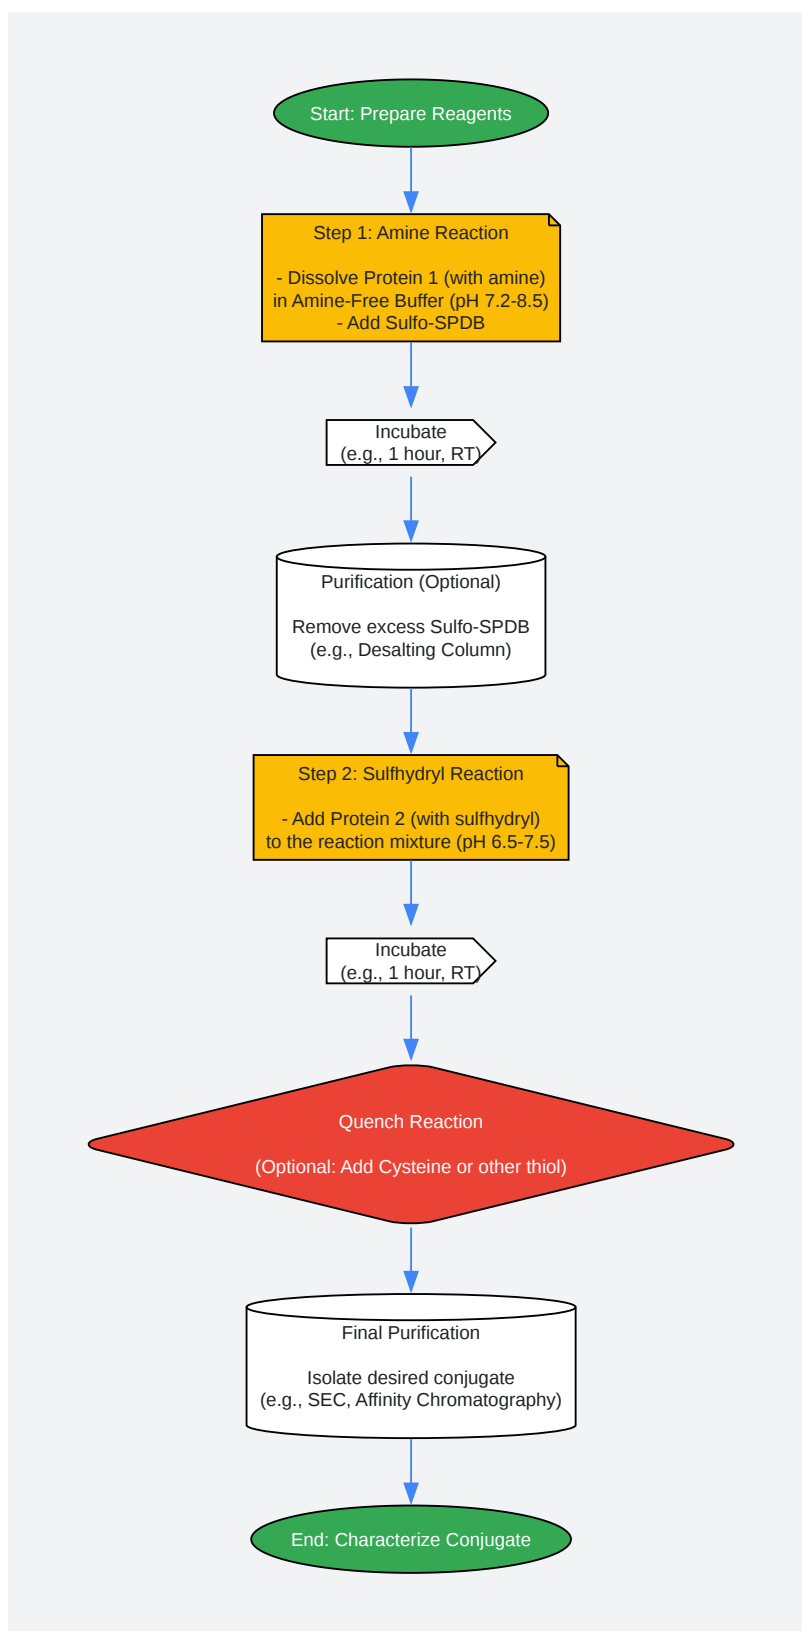 Start: Prepare Reagents
Step 1: Amine Reaction
- Dissolve Protein 1 (with amine)
in Amine-Free Buffer (pH 7.2-8.5)
- Add Sulfo-SPDB
Incubate
(e.g., 1 hour, RT)
Purification (Optional)
Remove excess Sulfo-SPDB
(e.g., Desalting Column)
Step 2: Sulfhydryl Reaction
- Add Protein 2 (with sulfhydryl)
to the reaction mixture (pH 6.5-7.5)
Incubate
(e.g., 1 hour, RT)
Quench Reaction
(Optional: Add Cysteine or other thiol)
Final Purification
Isolate desired conjugate
(e.g., SEC, Affinity Chromatography)
End: Characterize Conjugate